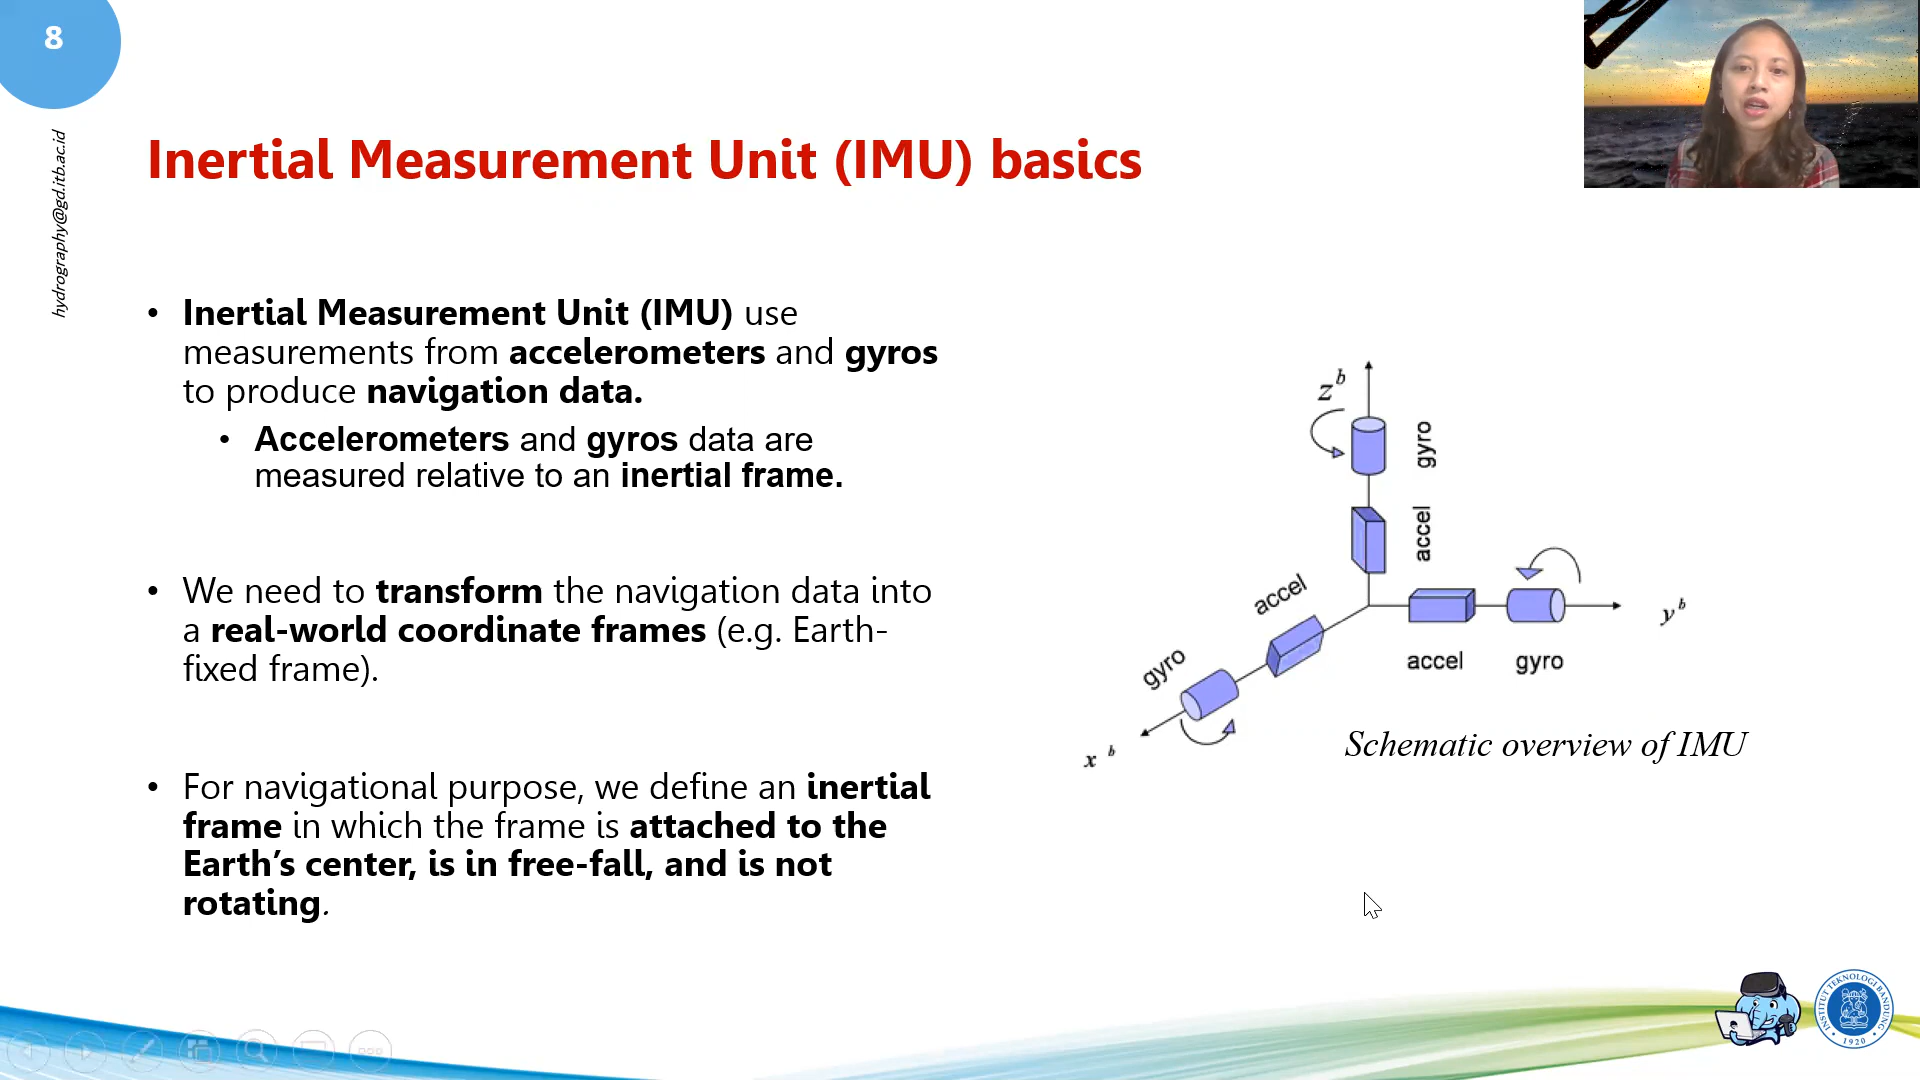 8
hydrography@gd.itb.ac.id
Inertial Measurement Unit (IMU) basics
• Inertial Measurement Unit (IMU) use
measurements from accelerometers and gyros
to produce navigation data.
• Accelerometers and gyros data are
measured relative to an inertial frame.
• We need to transform the navigation data into
a real-world coordinate frames (e.g. Earth-
fixed frame).
• For navigational purpose, we define an inertial
frame in which the frame is attached to the
Earth’s center, is in free-fall, and is not
rotating.
z b
gyro
accel
accel
gyro
y b
accel gyro
x b
Schematic overview of IMU
INSTITUT TEKNOLOGI BANDUNG
1920